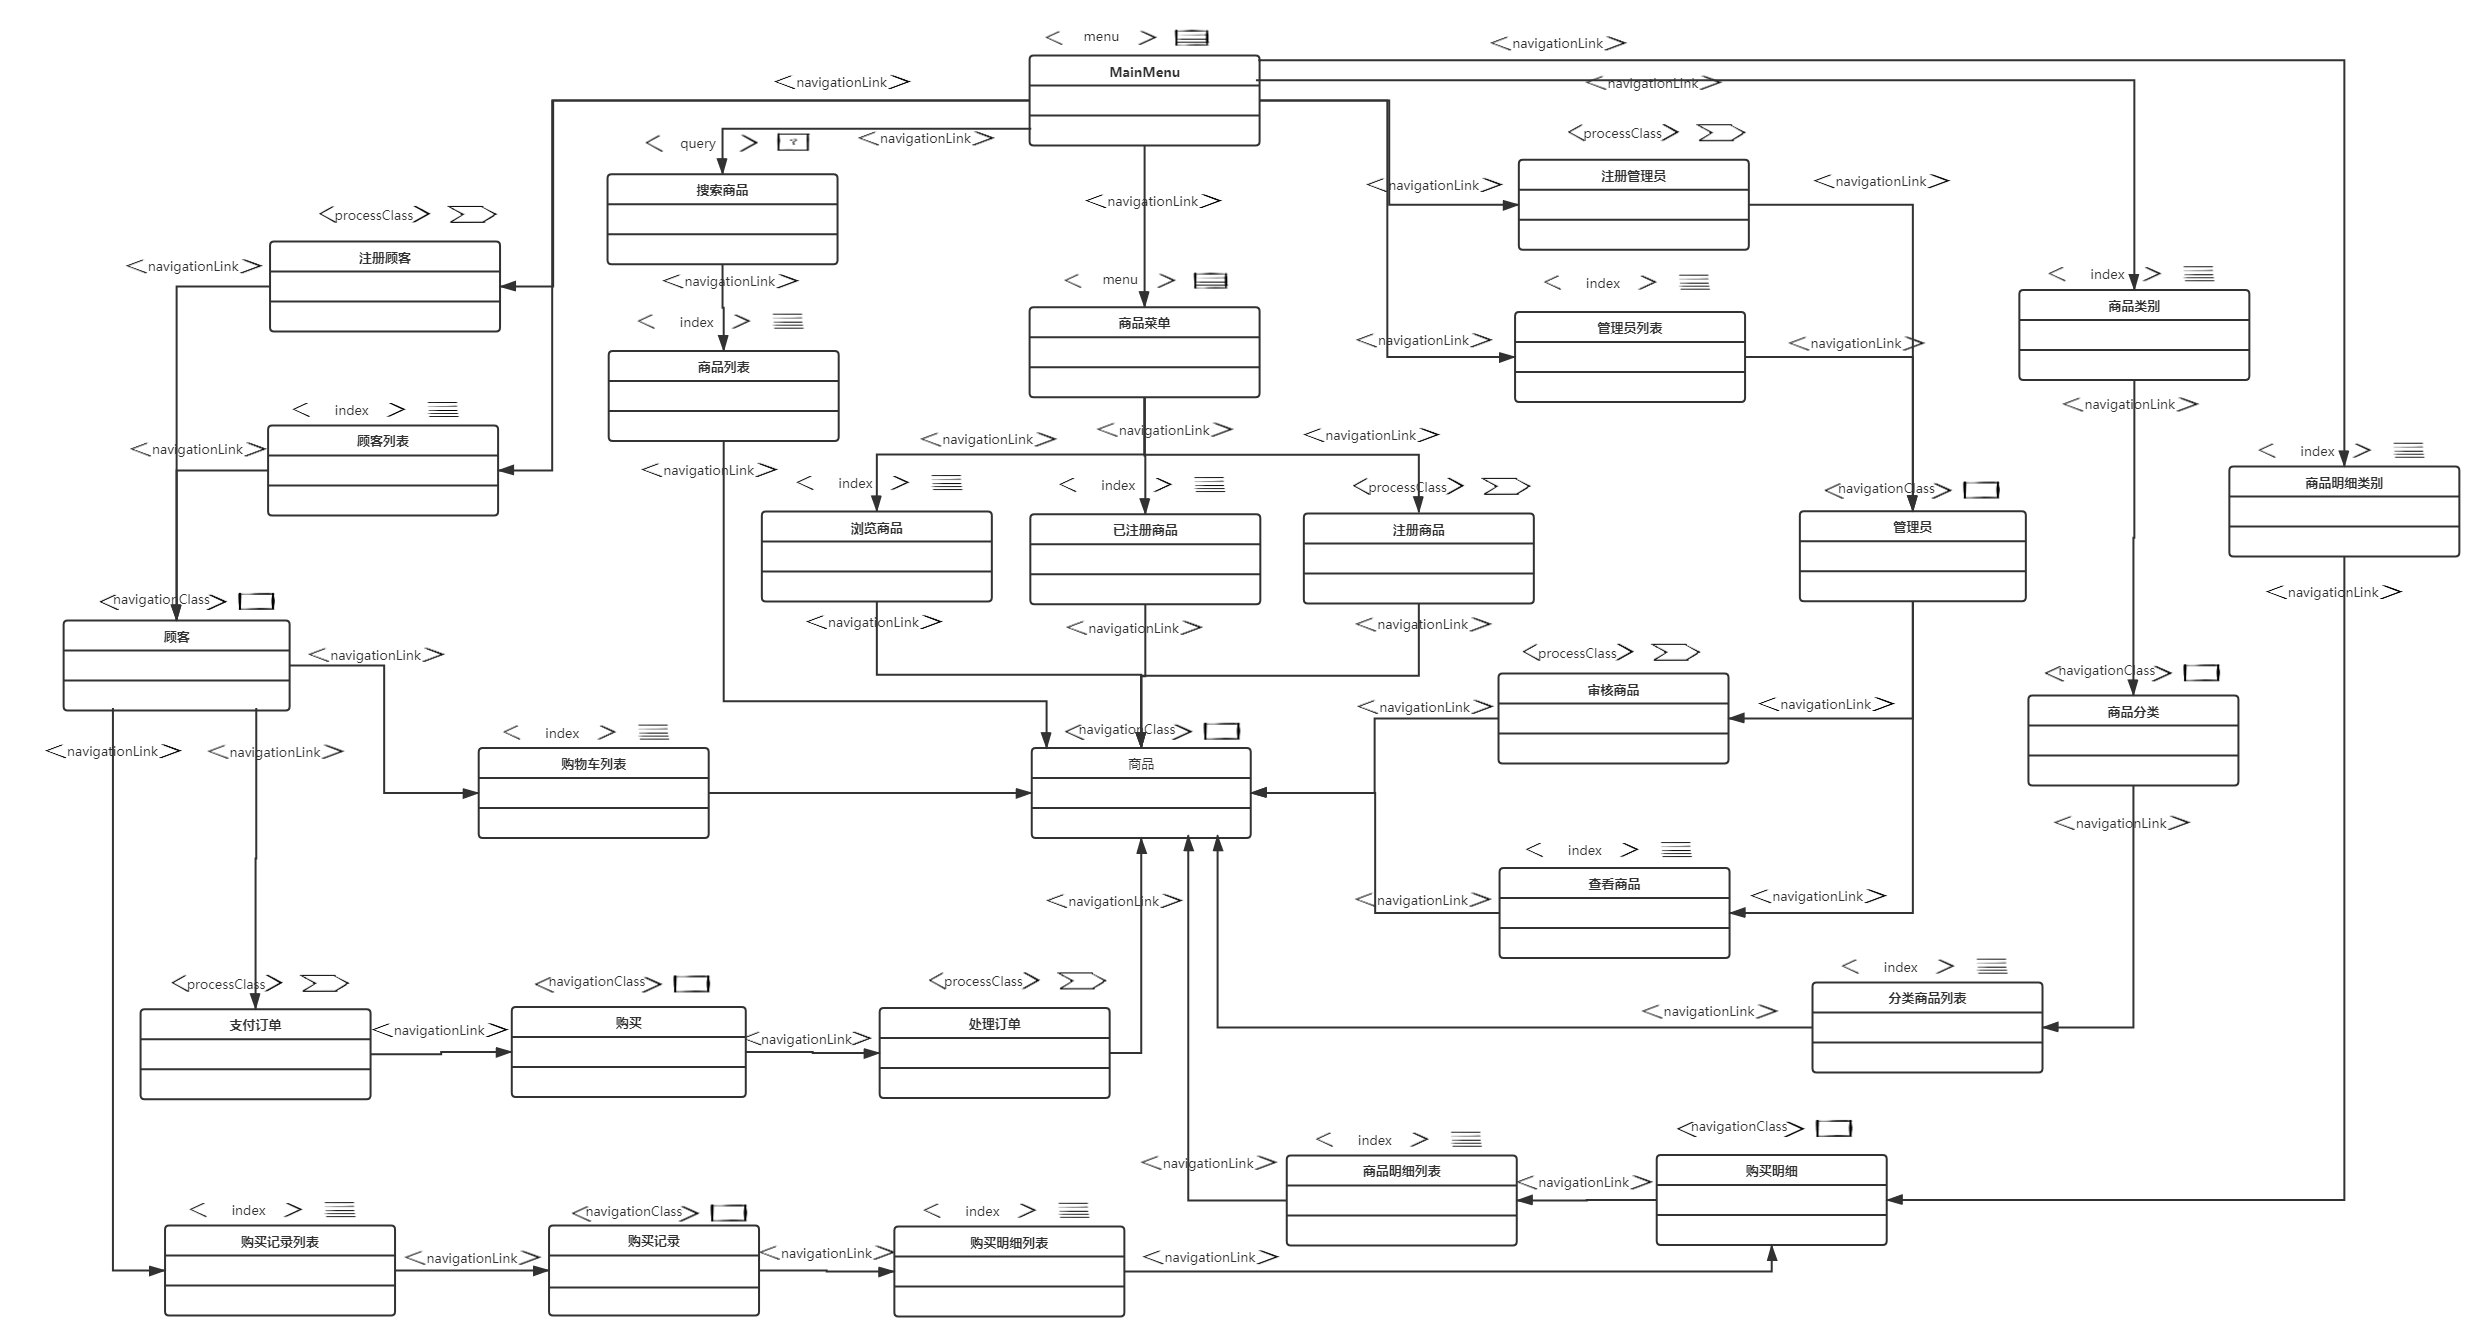 < menu >
<navigationLink>
MainMenu
<navigationLink>
<navigationLink>
<navigationLink>
< query >
<processClass>
搜索商品
注册管理员
<navigationLink>
<navigationLink>
<navigationLink>
<processClass>
注册顾客
<navigationLink>
<navigationLink>
< menu >
< index >
< index >
商品类别
< index >
商品菜单
管理员列表
<navigationLink>
<navigationLink>
商品列表
<navigationLink>
< index >
顾客列表
<navigationLink>
<navigationLink>
<navigationLink>
<navigationLink>
<navigationLink>
< index >
商品明细类别
<navigationLink>
< index >
< index >
<processClass>
<navigationClass>
浏览商品
已注册商品
注册商品
管理员
<navigationClass>
顾客
<navigationLink>
<navigationLink>
<navigationLink>
<navigationLink>
<navigationLink>
<processClass>
审核商品
<navigationClass>
商品分类
<navigationLink>
<navigationLink>
<navigationLink>
<navigationLink>
< index >
购物车列表
<navigationClass>
商品
<navigationLink>
< index >
查看商品
<navigationLink>
<navigationLink>
<navigationLink>
<processClass>
支付订单
<navigationLink>
<navigationClass>
购买
<navigationLink>
<processClass>
处理订单
< index >
分类商品列表
<navigationLink>
< index >
商品明细列表
<navigationLink>
<navigationLink>
<navigationClass>
购买明细
< index >
购买记录列表
<navigationLink>
<navigationClass>
购买记录
<navigationLink>
< index >
购买明细列表
<navigationLink>